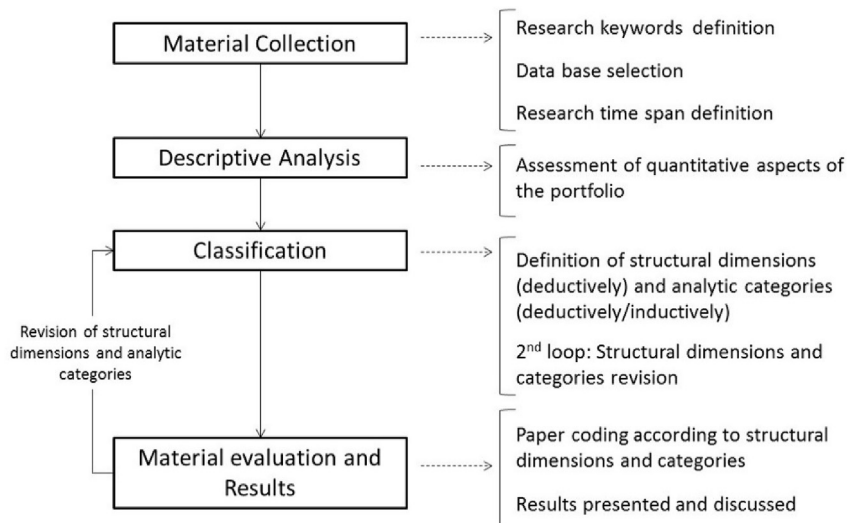 Material Collection
Research keywords definition
Data base selection
Research time span definition
Descriptive Analysis
Assessment of quantitative aspects of
the portfolio
Classification
Definition of structural dimensions
(deductively) and analytic categories
(deductively/inductively)
2nd loop: Structural dimensions and
categories revision
Revision of structural
dimensions and analytic
categories
Material evaluation and
Results
Paper coding according to structural
dimensions and categories
Results presented and discussed